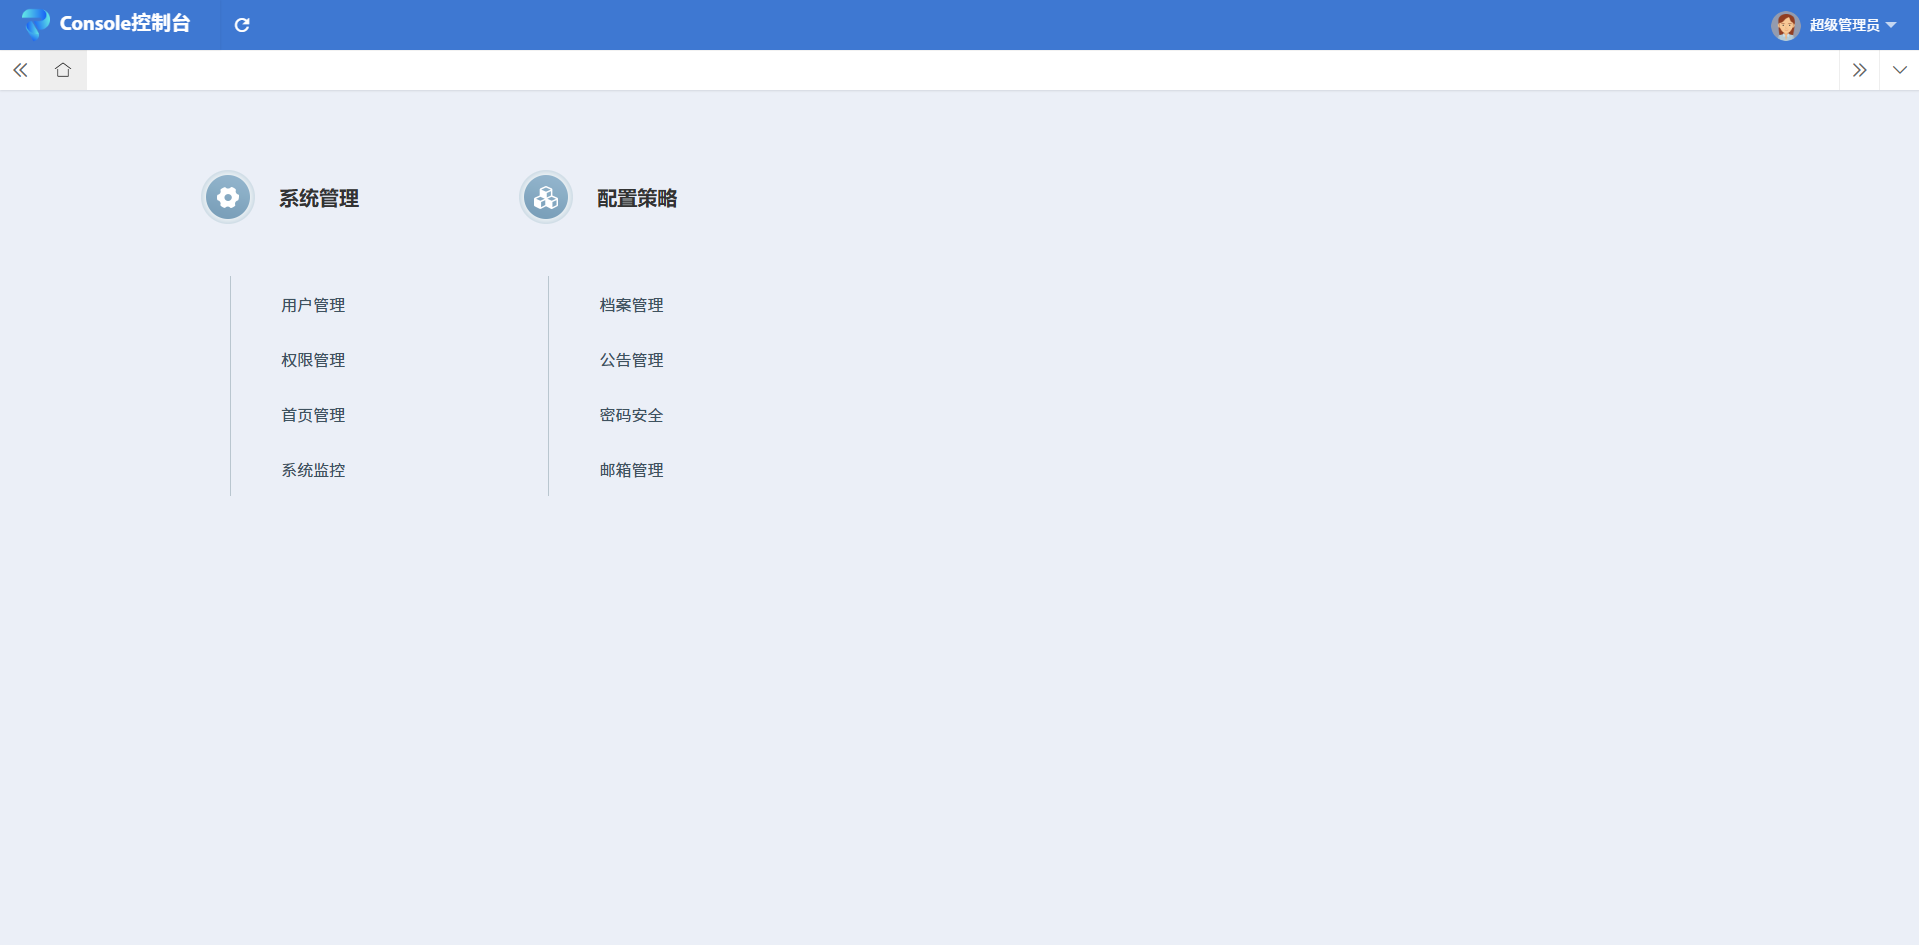 Console控制台
超级管理员
系统管理
用户管理
权限管理
首页管理
系统监控
配置策略
档案管理
公告管理
密码安全
邮箱管理